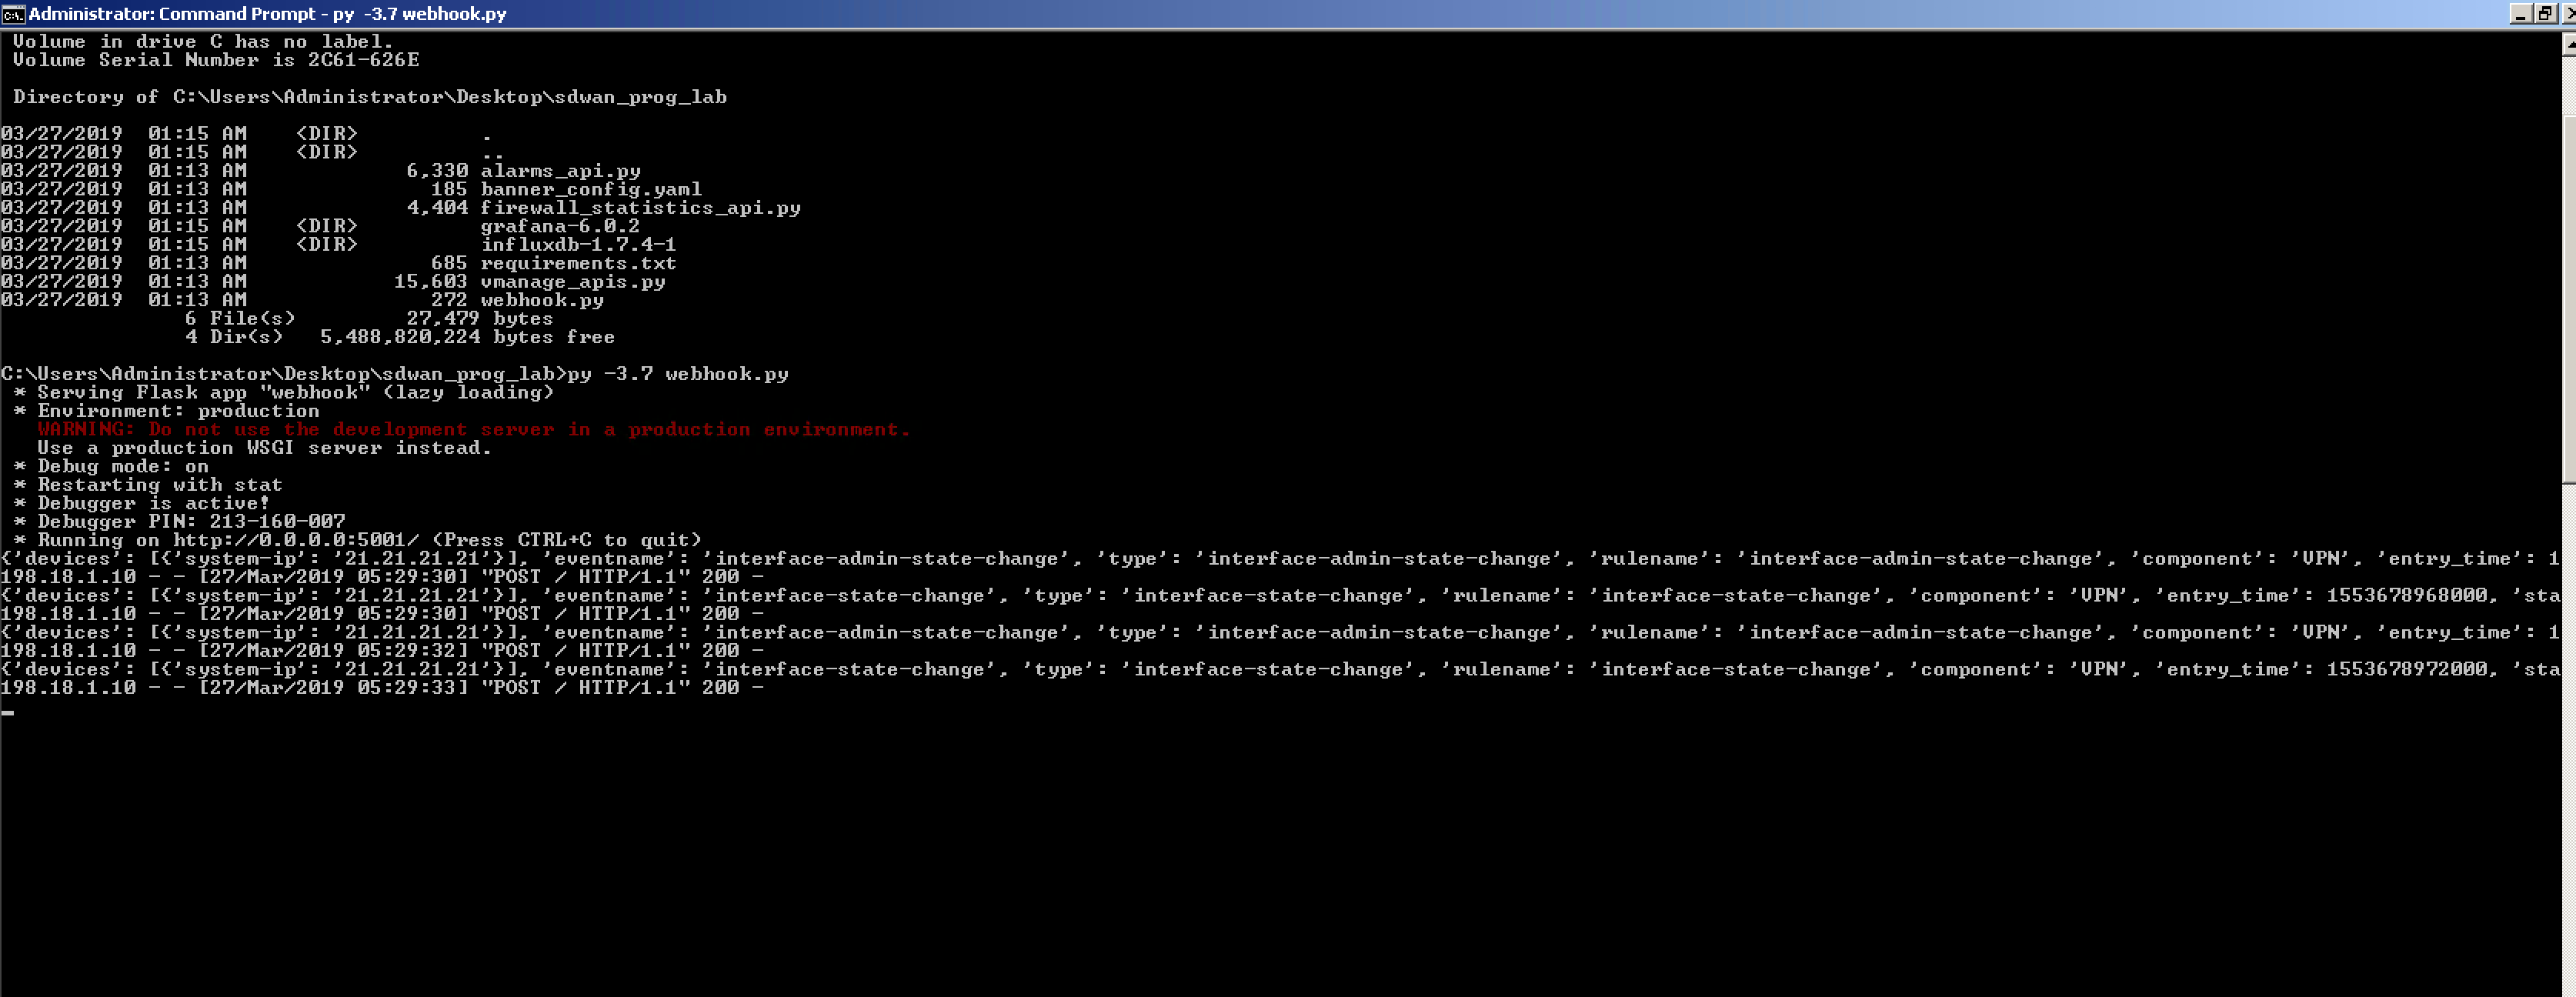 Administrator: Command Prompt - py  -3.7 webhook.py
 Volume in drive C has no label.
 Volume Serial Number is 2C61-626E
 Directory of C:\Users\Administrator\Desktop\sdwan_prog_lab
03/27/2019  01:15 AM    <DIR>          .
03/27/2019  01:15 AM    <DIR>          ..
03/27/2019  01:13 AM             6,330 alarms_api.py
03/27/2019  01:13 AM               185 banner_config.yaml
03/27/2019  01:13 AM             4,404 firewall_statistics_api.py
03/27/2019  01:15 AM    <DIR>          grafana-6.0.2
03/27/2019  01:15 AM    <DIR>          influxdb-1.7.4-1
03/27/2019  01:13 AM               685 requirements.txt
03/27/2019  01:13 AM            15,603 vmanage_apis.py
03/27/2019  01:13 AM               272 webhook.py
               6 File(s)         27,479 bytes
               4 Dir(s)   5,488,820,224 bytes free
C:\Users\Administrator\Desktop\sdwan_prog_lab>py -3.7 webhook.py
 * Serving Flask app "webhook" (lazy loading)
 * Environment: production
   WARNING: Do not use the development server in a production environment.
   Use a production WSGI server instead.
 * Debug mode: on
 * Restarting with stat
 * Debugger is active!
 * Debugger PIN: 213-160-007
 * Running on http://0.0.0.0:5001/ (Press CTRL+C to quit)
{'devices': [{'system-ip': '21.21.21.21'}], 'eventname': 'interface-admin-state-change', 'type': 'interface-admin-state-change', 'rulename': 'interface-admin-state-change', 'component': 'VPN', 'entry_time': 1
198.18.1.10 - - [27/Mar/2019 05:29:30] "POST / HTTP/1.1" 200 -
{'devices': [{'system-ip': '21.21.21.21'}], 'eventname': 'interface-state-change', 'type': 'interface-state-change', 'rulename': 'interface-state-change', 'component': 'VPN', 'entry_time': 1553678968000, 'sta
198.18.1.10 - - [27/Mar/2019 05:29:30] "POST / HTTP/1.1" 200 -
{'devices': [{'system-ip': '21.21.21.21'}], 'eventname': 'interface-admin-state-change', 'type': 'interface-admin-state-change', 'rulename': 'interface-admin-state-change', 'component': 'VPN', 'entry_time': 1
198.18.1.10 - - [27/Mar/2019 05:29:32] "POST / HTTP/1.1" 200 -
{'devices': [{'system-ip': '21.21.21.21'}], 'eventname': 'interface-state-change', 'type': 'interface-state-change', 'rulename': 'interface-state-change', 'component': 'VPN', 'entry_time': 1553678972000, 'sta
198.18.1.10 - - [27/Mar/2019 05:29:33] "POST / HTTP/1.1" 200 -